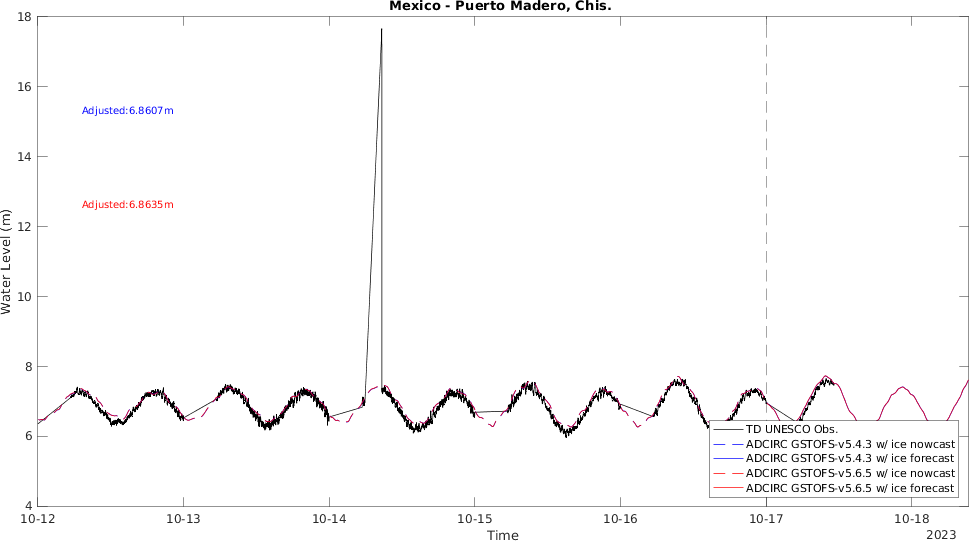 Mexico - Puerto Madero, Chis.
18
16
14
12
10
8
6
4
Water Level (m)
Adjusted:6.8607m
Adjusted:6.8635m
TD UNESCO Obs.
ADCIRC GSTOFS-v5.4.3 w/ ice nowcast
ADCIRC GSTOFS-v5.4.3 w/ ice forecast
ADCIRC GSTOFS-v5.6.5 w/ ice nowcast
ADCIRC GSTOFS-v5.6.5 w/ ice forecast
10-12 10-13 10-14 10-15 10-16 10-17 10-18
Time
2023